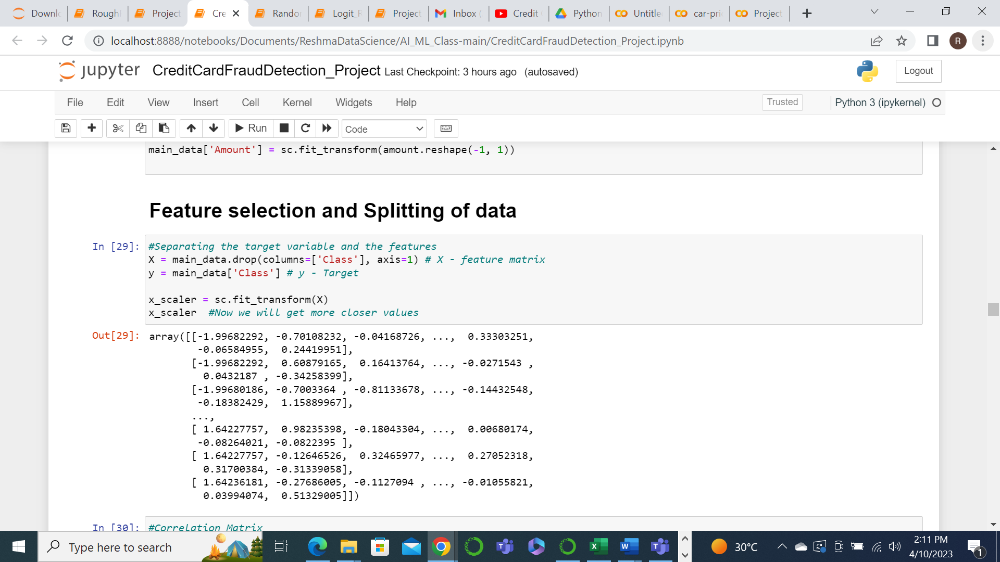 Downl
Roughl
Project
Cre
Rando
Logit_F
Project
Inbox (
Credit
Python
Untitle
car-pri
Project
localhost:8888/notebooks/Documents/ReshmaDataScience/AI_ML_Class-main/CreditCardFraudDetection_Project.ipynb
R
jupyter CreditCardFraudDetection_Project Last Checkpoint: 3 hours ago (autosaved)
Logout
File Edit View Insert Cell Kernel Widgets Help
Trusted
Python 3 (ipykernel)
Run
Code
main_data['Amount'] = sc.fit_transform(amount.reshape(-1, 1))
Feature selection and Splitting of data
In [29]: #Separating the target variable and the features
X = main_data.drop(columns=['Class'], axis=1) # X - feature matrix
y = main_data['Class'] # y - Target
x_scaler = sc.fit_transform(X)
x_scaler  #Now we will get more closer values
Out[29]: array([[-1.99682292, -0.70108232, -0.04168726, ...,  0.33303251,
-0.06584955,  0.24419951],
[-1.99682292,  0.60879165,  0.16413764, ..., -0.0271543 ,
0.0432187 , -0.34258399],
[-1.99680186, -0.7003364 , -0.81133678, ..., -0.14432548,
-0.18382429,  1.15889967],
...,
[ 1.64227757,  0.98235398, -0.18043304, ...,  0.00680174,
-0.08264021, -0.0822395 ],
[ 1.64227757, -0.12646526,  0.32465977, ...,  0.27052318,
0.31700384, -0.31339058],
[ 1.64236181, -0.27686005, -0.1127094 , ..., -0.01055821,
0.03994074,  0.51329005]])
In [30]: #Correlation Matrix
Type here to search
30°C
2:11 PM
4/10/2023
1